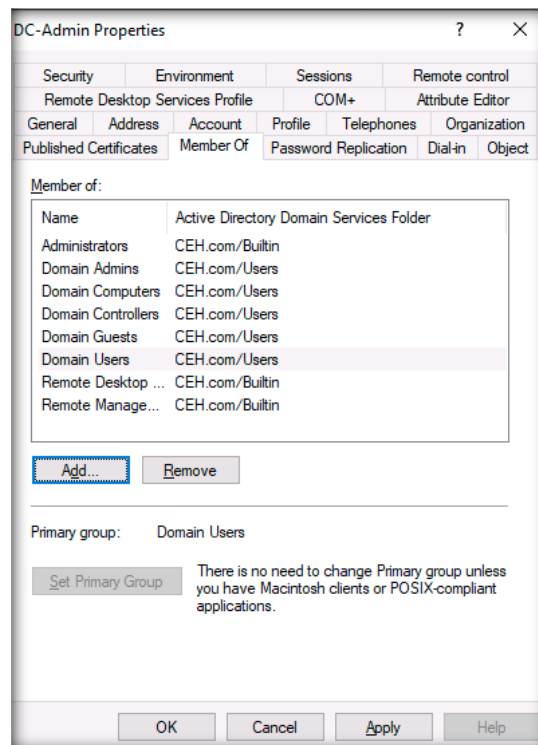 DC-Admin Properties ? ×
Security Environment Sessions Remote control
Remote Desktop Services Profile COM+ Attribute Editor
General Address Account Profile Telephones Organization
Published Certificates Member Of Password Replication Dial-in Object
Member of:
Name Active Directory Domain Services Folder
Administrators CEH.com/Builtin
Domain Admins CEH.com/Users
Domain Computers CEH.com/Users
Domain Controllers CEH.com/Users
Domain Guests CEH.com/Users
Domain Users CEH.com/Users
Remote Desktop ... CEH.com/Builtin
Remote Manage... CEH.com/Builtin
Add... Remove
Primary group: Domain Users
Set Primary Group
There is no need to change Primary group unless
you have Macintosh clients or POSIX-compliant
applications.
OK Cancel Apply Help